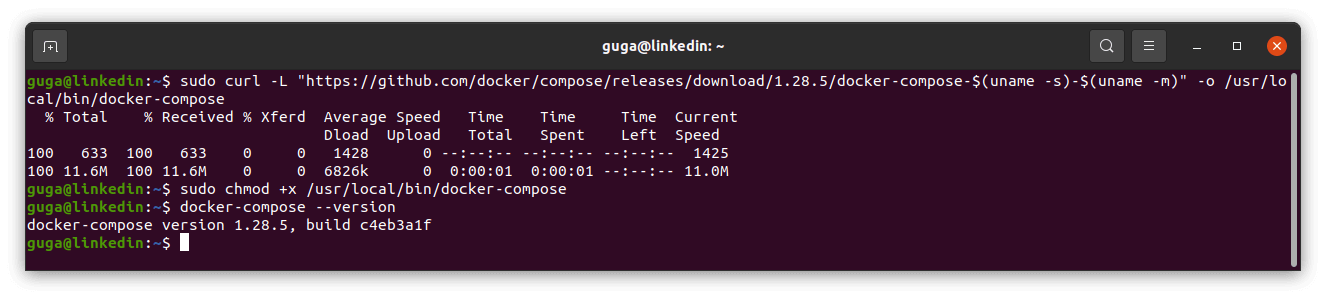 guga@linkedin: ~
guga@linkedin:~$ sudo curl -L "https://github.com/docker/compose/releases/download/1.28.5/docker-compose-$(uname -s)-$(uname -m)" -o /usr/lo
cal/bin/docker-compose
  % Total    % Received % Xferd  Average Speed   Time    Time     Time  Current
                                 Dload  Upload   Total   Spent    Left  Speed
100   633  100   633    0     0   1428      0 --:--:-- --:--:-- --:--:--  1425
100 11.6M  100 11.6M    0     0  6826k      0  0:00:01  0:00:01 --:--:-- 11.0M
guga@linkedin:~$ sudo chmod +x /usr/local/bin/docker-compose
guga@linkedin:~$ docker-compose --version
docker-compose version 1.28.5, build c4eb3a1f
guga@linkedin:~$